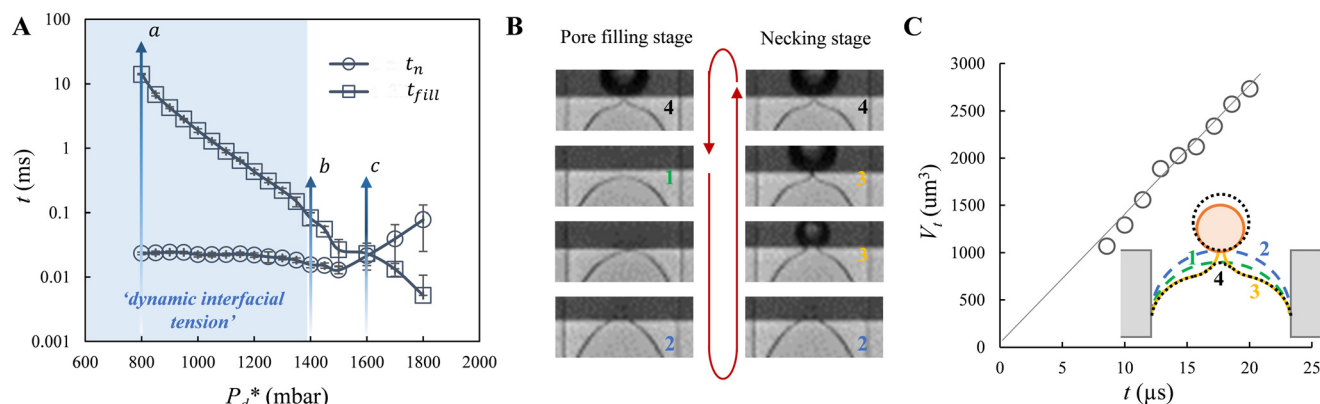 A
t (ms)
100
10
1
0.1
0.01
0.001
a
b
c
t_n
t_fill
'dynamic interfacial
tension'
600
800
1000
1200
1400
1600
1800
2000
P_d* (mbar)
B
Pore filling stage
Necking stage
4
4
1
3
3
2
2
C
V_t (um³)
3000
2500
2000
1500
1000
500
0
1
2
3
4
0
5
10
15
20
25
t (µs)